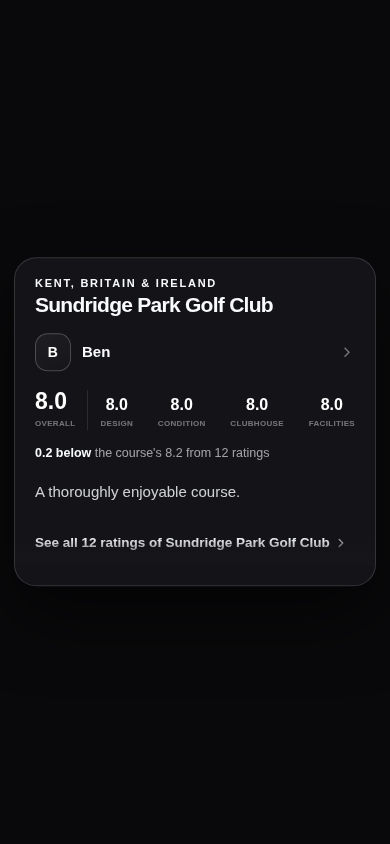 KENT, BRITAIN & IRELAND
Sundridge Park Golf Club
B Ben
8.0 8.0 8.0 8.0 8.0
OVERALL DESIGN CONDITION CLUBHOUSE FACILITIES
0.2 below the course's 8.2 from 12 ratings
A thoroughly enjoyable course.
See all 12 ratings of Sundridge Park Golf Club